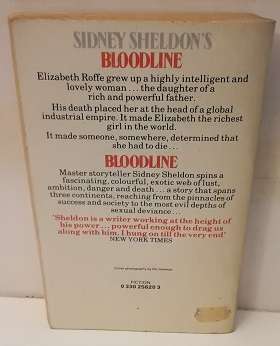 SIDNEY SHELDON'S
BLOODLINE
Elizabeth Roffe grew up a highly intelligent and
lovely woman... the daughter of a
rich and powerful father.
His death placed her at the head of a global
industrial empire. It made Elizabeth the richest
girl in the world.
It made someone, somewhere, determined that
she had to die...
BLOODLINE
Master storyteller Sidney Sheldon spins a
fascinating, colourful, exotic web of lust,
ambition, danger and death... a story that spans
three continents, reaching from the pinnacles of
success and society to the most evil depths of
sexual deviance...
'Sheldon is a writer working at the height of
his power... powerful enough to drag us
along with him. I hung on till the very end'
NEW YORK TIMES
Cover photography by
FICTION
0 330 25620 3